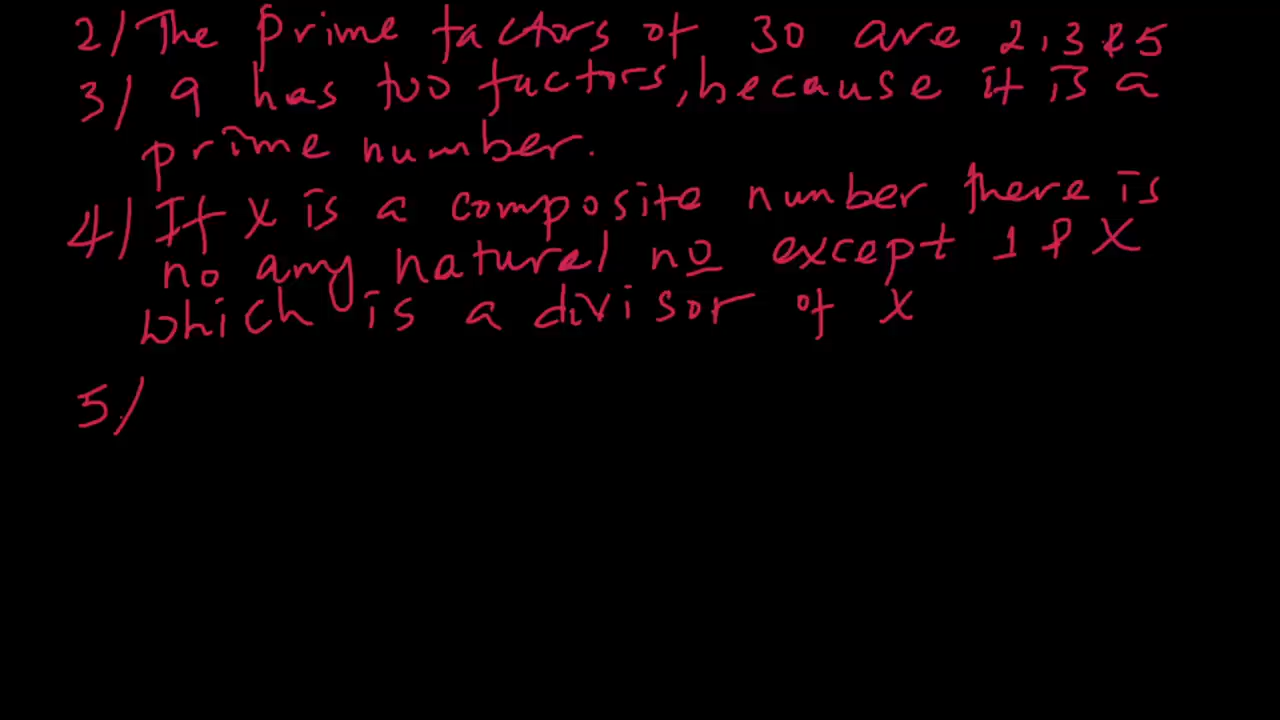 2/ The prime factors of 30 are 2, 3 & 5
3/ 9 has two factors, because it is a
prime number.
4/ If x is a composite number there is
no any natural no except 1 & X
which is a divisor of x
5/